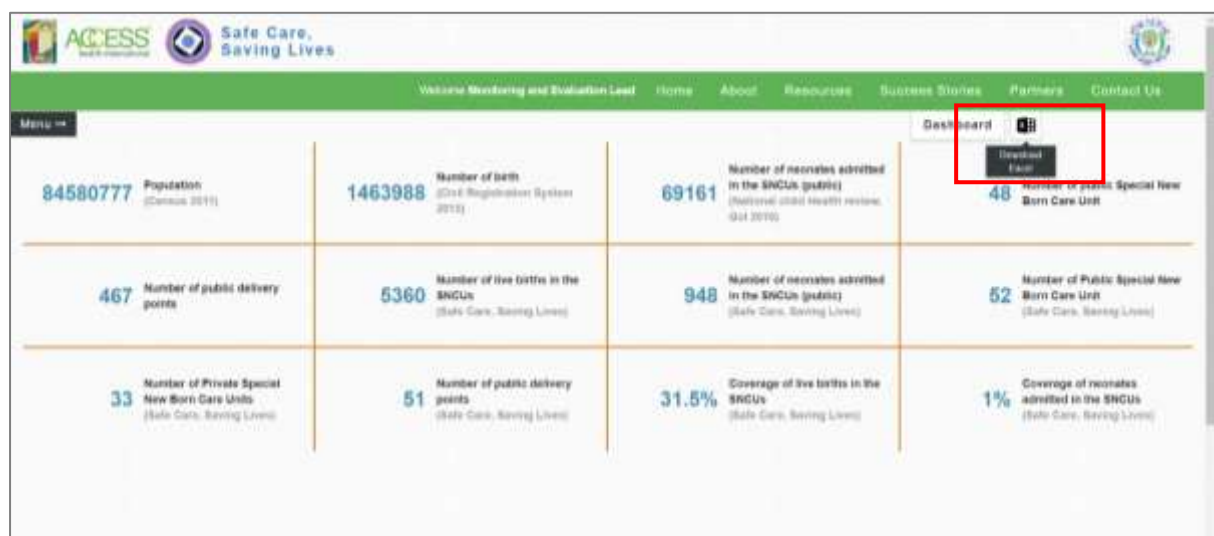 ACCESS
Safe Care,
Saving Lives
Welcome Monitoring and Evaluation Lead Home About Resources Success Stories Partners Contact Us
Menu →
Dashboard
Download
Excel
84580777 Population
(Census 2011)
1463988 Number of birth
(Civil Registration System
69161 Number of neonates admitted
in the SNCUs (public)
(National child Health review,
48 Number of public Special New
Born Care Unit
467 Number of public delivery
points
5360 Number of live births in the
SNCUs
(Safe Care, Saving Lives)
948 Number of neonates admitted
in the SNCUs (public)
(Safe Care, Saving Lives)
52 Number of Public Special New
Born Care Unit
(Safe Care, Saving Lives)
33 Number of Private Special
New Born Care Units
(Safe Care, Saving Lives)
51 Number of public delivery
points
(Safe Care, Saving Lives)
31.5% Coverage of live births in the
SNCUs
(Safe Care, Saving Lives)
1% Coverage of neonates
admitted in the SNCUs
(Safe Care, Saving Lives)